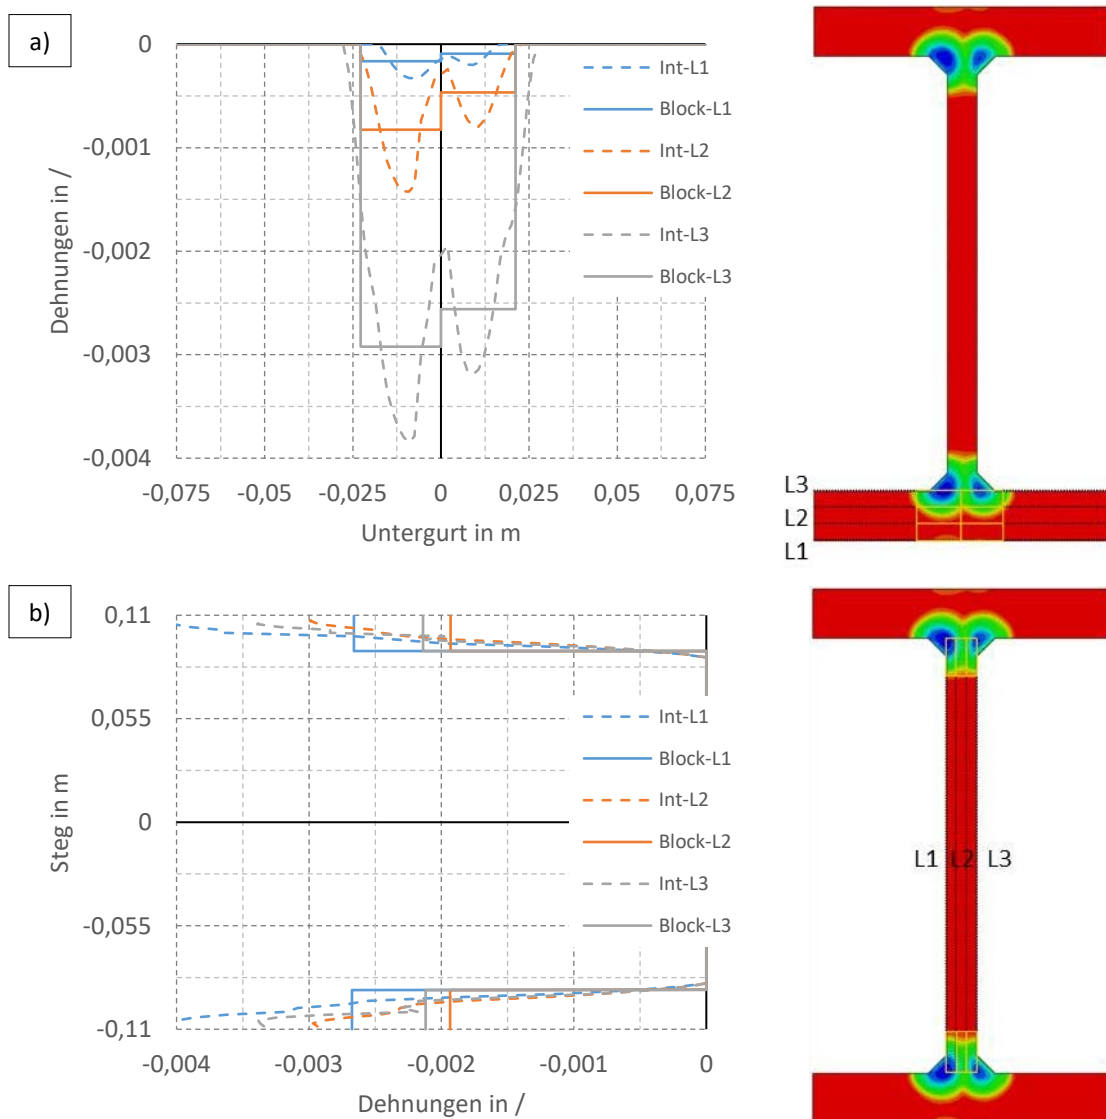 a)
0
-0,001
-0,002
-0,003
-0,004
Dehnungen in /
-0,075
-0,05
-0,025
0
0,025
0,05
0,075
Untergurt in m
Int-L1
Block-L1
Int-L2
Block-L2
Int-L3
Block-L3
L3
L2
L1
b)
0,11
0,055
0
-0,055
-0,11
Steg in m
-0,004
-0,003
-0,002
-0,001
0
Dehnungen in /
Int-L1
Block-L1
Int-L2
Block-L2
Int-L3
Block-L3
L1 L2 L3